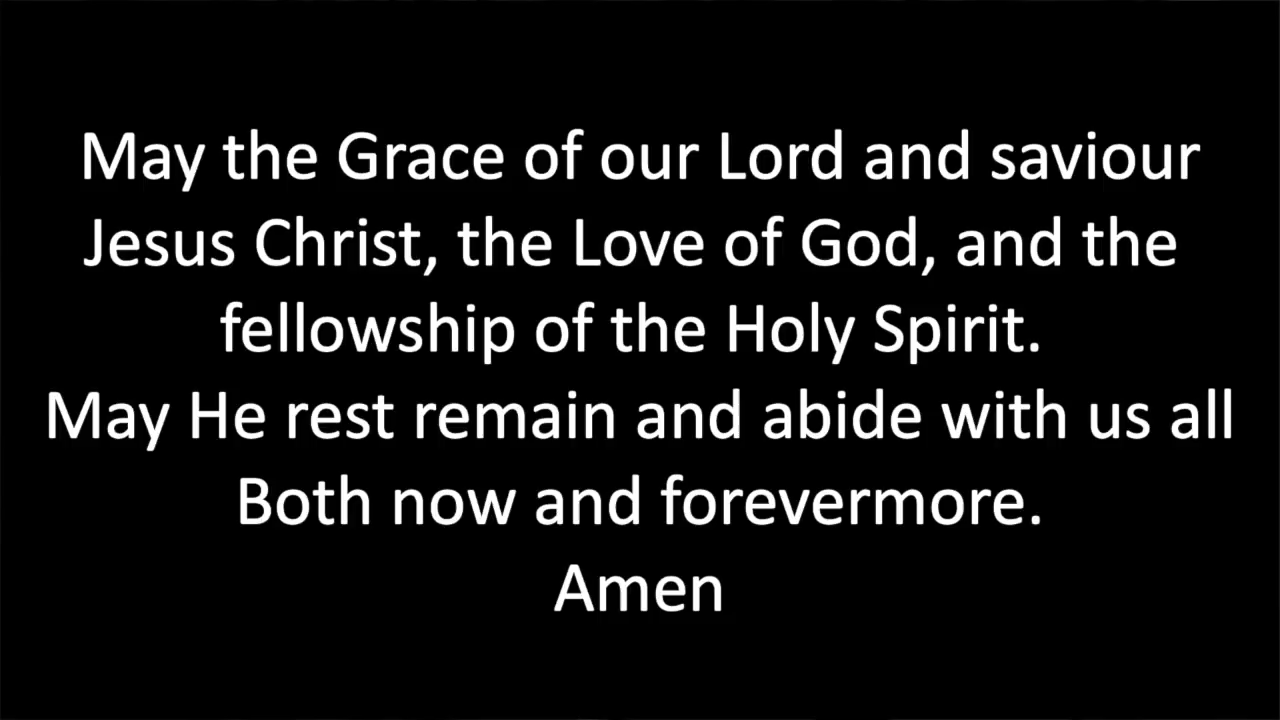 May the Grace of our Lord and saviour
Jesus Christ, the Love of God, and the
fellowship of the Holy Spirit.
May He rest remain and abide with us all
Both now and forevermore.
Amen